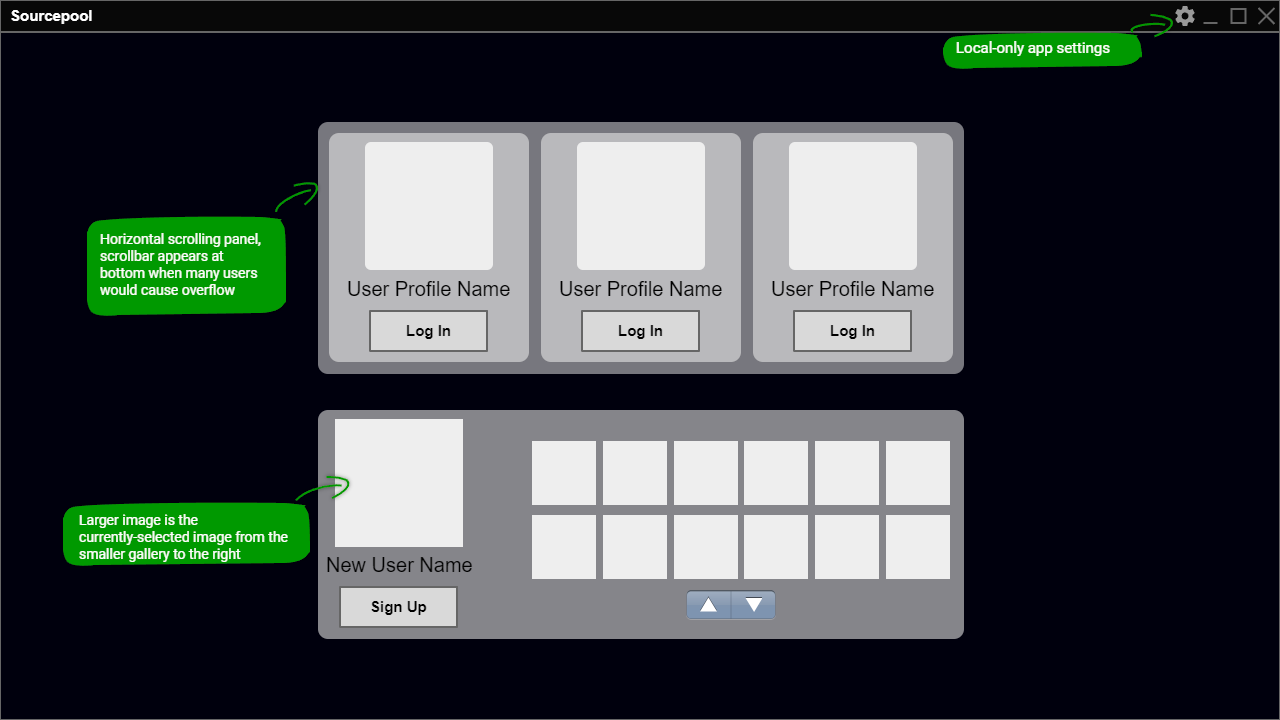 Sourcepool
Local-only app settings
Horizontal scrolling panel,
scrollbar appears at
bottom when many users
would cause overflow
User Profile Name
User Profile Name
User Profile Name
Log In
Log In
Log In
Larger image is the
currently-selected image from the
smaller gallery to the right
New User Name
Sign Up